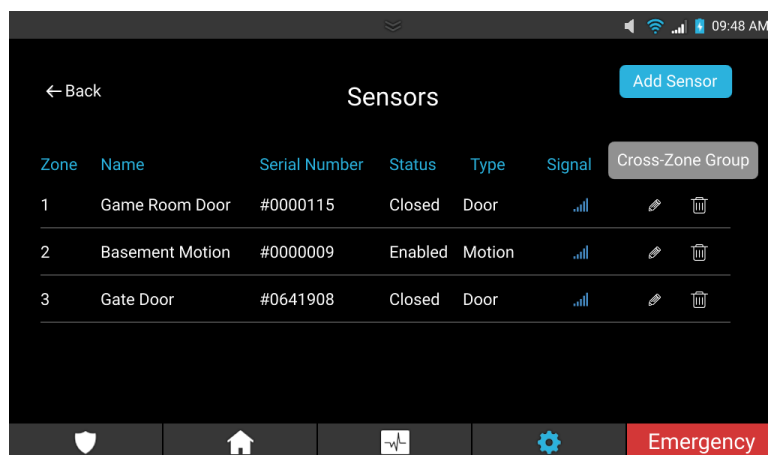 09:48 AM
Back
Sensors
Add Sensor
Zone Name Serial Number Status Type Signal Cross-Zone Group
1 Game Room Door #0000115 Closed Door
2 Basement Motion #0000009 Enabled Motion
3 Gate Door #0641908 Closed Door
Emergency